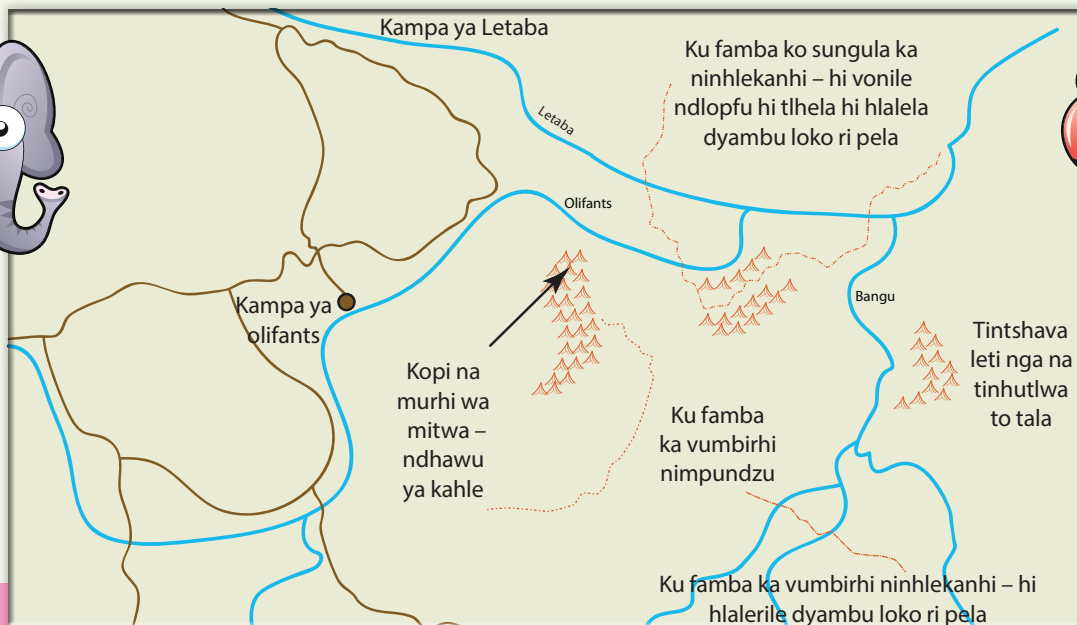 Kampa ya Letaba
Ku famba ko sungula ka
ninhlekanhi – hi vonile
ndlopfu hi tlhela hi hlalela
dyambu loko ri pela
Letaba
Olifants
Kampa ya
olifants
Bangu
Tintshava
leti nga na
tinhutlwa
to tala
Kopi na
murhi wa
mitwa –
ndhawu
ya kahle
Ku famba
ka vumbirhi
nimpundzu
Ku famba ka vumbirhi ninhlekanhi – hi
hlalerile dyambu loko ri pela